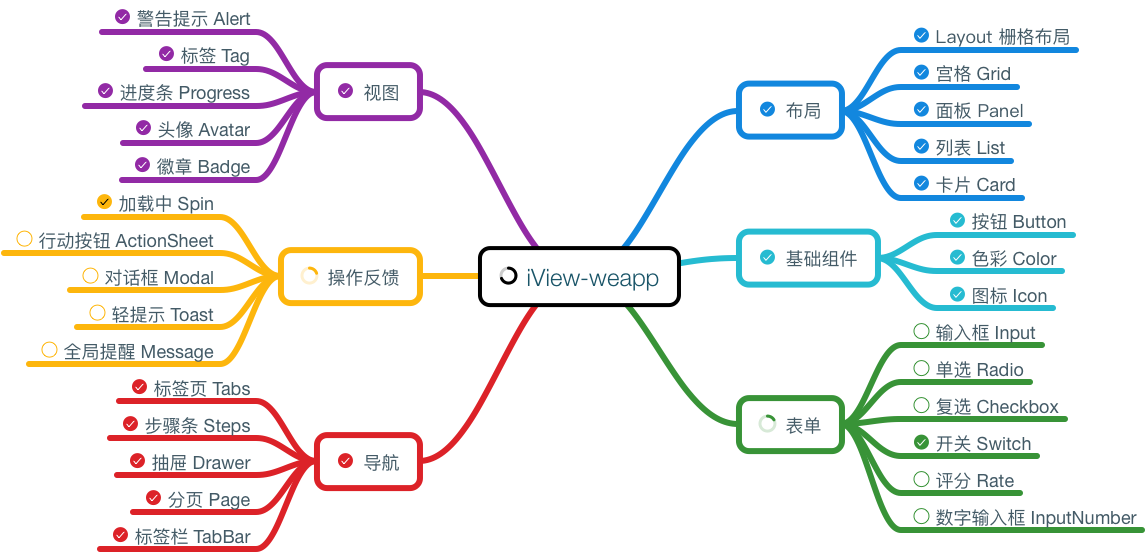 iView-weapp
布局
Layout 栅格布局
宫格 Grid
面板 Panel
列表 List
卡片 Card
基础组件
按钮 Button
色彩 Color
图标 Icon
表单
输入框 Input
单选 Radio
复选 Checkbox
开关 Switch
评分 Rate
数字输入框 InputNumber
视图
警告提示 Alert
标签 Tag
进度条 Progress
头像 Avatar
徽章 Badge
操作反馈
加载中 Spin
行动按钮 ActionSheet
对话框 Modal
轻提示 Toast
全局提醒 Message
导航
标签页 Tabs
步骤条 Steps
抽屉 Drawer
分页 Page
标签栏 TabBar